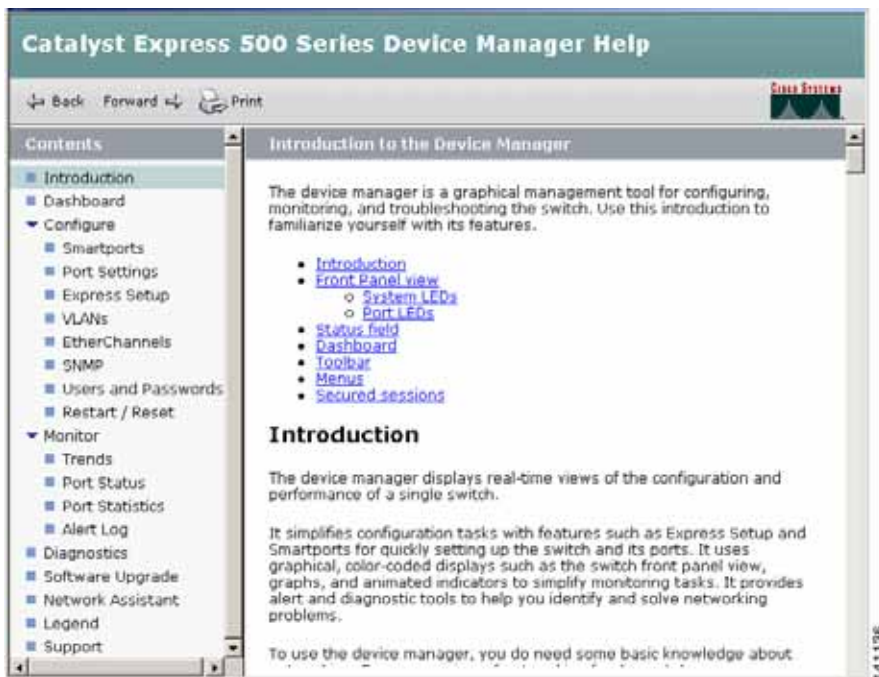 Catalyst Express 500 Series Device Manager Help
Back Forward Print
CISCO SYSTEMS
Contents
Introduction
Dashboard
Configure
Smartports
Port Settings
Express Setup
VLANs
EtherChannels
SNMP
Users and Passwords
Restart / Reset
Monitor
Trends
Port Status
Port Statistics
Alert Log
Diagnostics
Software Upgrade
Network Assistant
Legend
Support
Introduction to the Device Manager
The device manager is a graphical management tool for configuring,
monitoring, and troubleshooting the switch. Use this introduction to
familiarize yourself with its features.
Introduction
Front Panel view
System LEDs
Port LEDs
Status field
Dashboard
Toolbar
Menus
Secured sessions
Introduction
The device manager displays real-time views of the configuration and
performance of a single switch.
It simplifies configuration tasks with features such as Express Setup and
Smartports for quickly setting up the switch and its ports. It uses
graphical, color-coded displays such as the switch front panel view,
graphs, and animated indicators to simplify monitoring tasks. It provides
alert and diagnostic tools to help you identify and solve networking
problems.
To use the device manager, you do need some basic knowledge about
141136